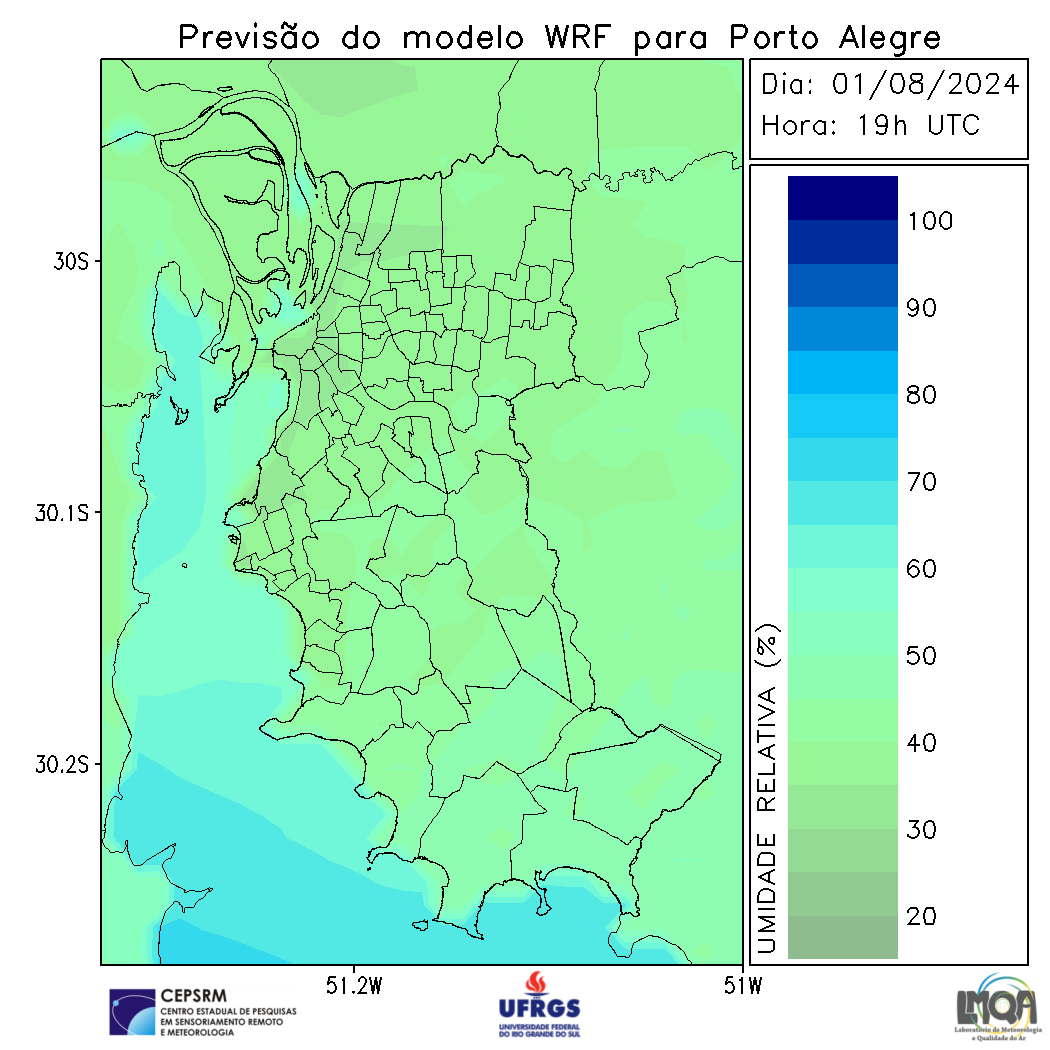 Previsão do modelo WRF para Porto Alegre
Dia: 01/08/2024
Hora: 19h UTC
30S
30.1S
30.2S
51.2W
51W
100
90
80
70
60
50
40
30
20
UMIDADE RELATIVA (%)
CEPSRM
CENTRO ESTADUAL DE PESQUISAS
EM SENSORIAMENTO REMOTO
E METEOROLOGIA
UFRGS
UNIVERSIDADE FEDERAL
DO RIO GRANDE DO SUL
LMQA
Laboratório de Meteorologia
e Qualidade do Ar